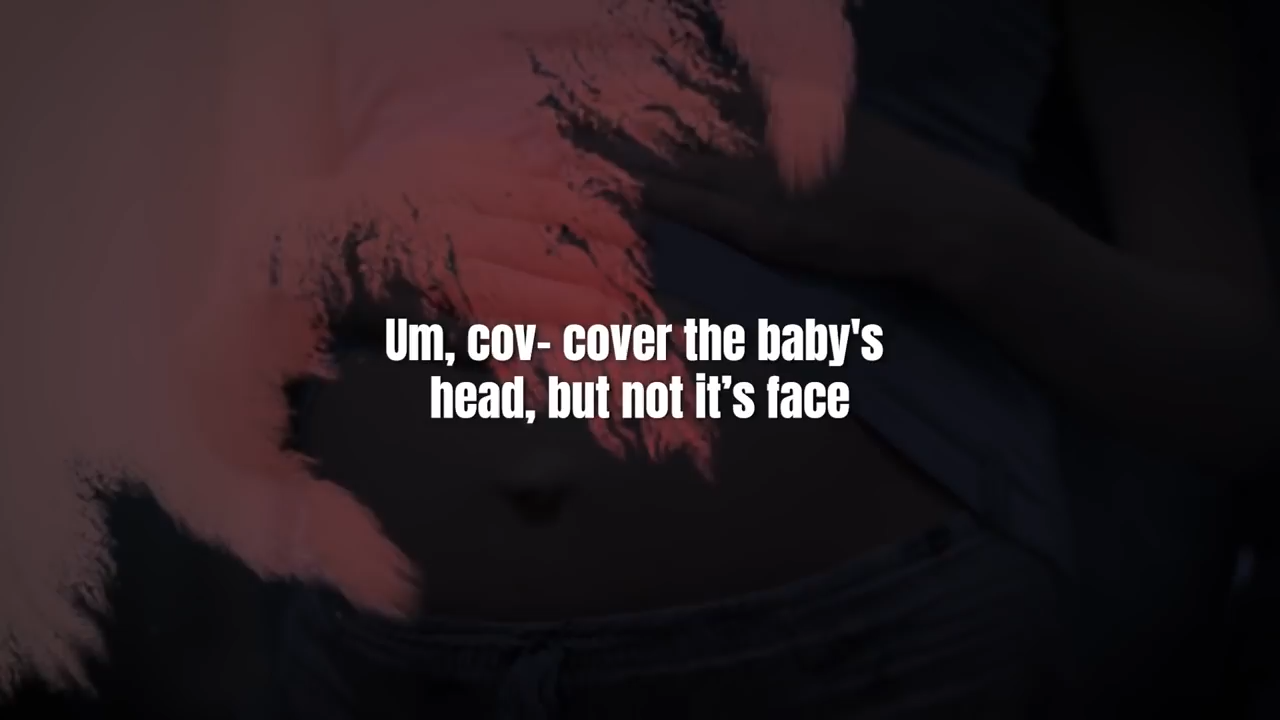 Um, cov- cover the baby's
head, but not it’s face